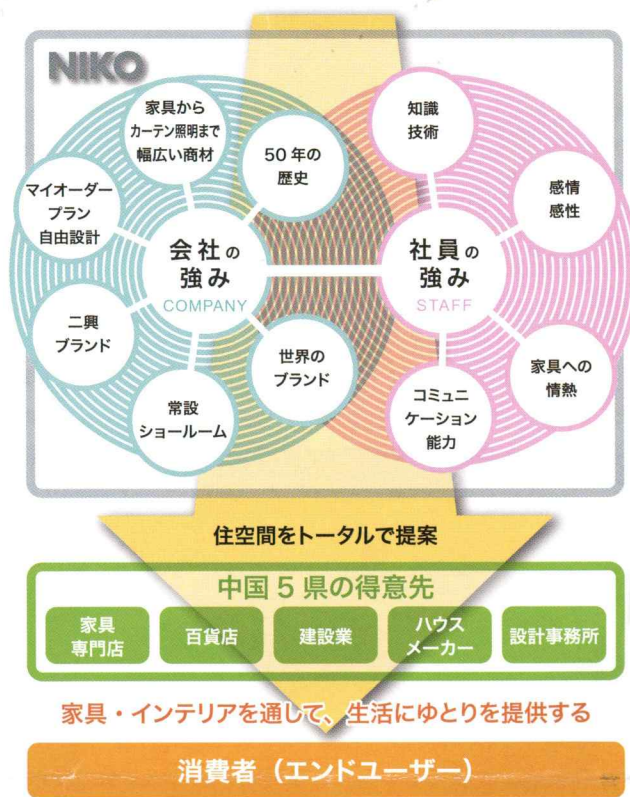 NIKO
家具から
カーテン照明まで
幅広い商材
50年の
歴史
マイオーダー
プラン
自由設計
会社の
強み
COMPANY
二興
ブランド
常設
ショールーム
世界の
ブランド
知識
技術
感情
感性
社員の
強み
STAFF
家具への
情熱
コミュニ
ケーション
能力
住空間をトータルで提案
中国5県の得意先
家具
専門店
百貨店
建設業
ハウス
メーカー
設計事務所
家具・インテリアを通して、生活にゆとりを提供する
消費者（エンドユーザー）